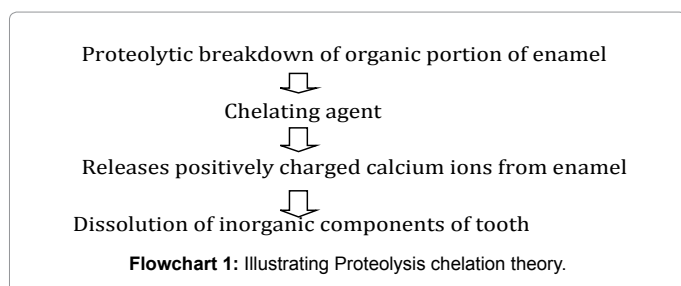 Proteolytic breakdown of organic portion of enamel
Chelating agent
Releases positively charged calcium ions from enamel
Dissolution of inorganic components of tooth
Flowchart 1: Illustrating Proteolysis chelation theory.